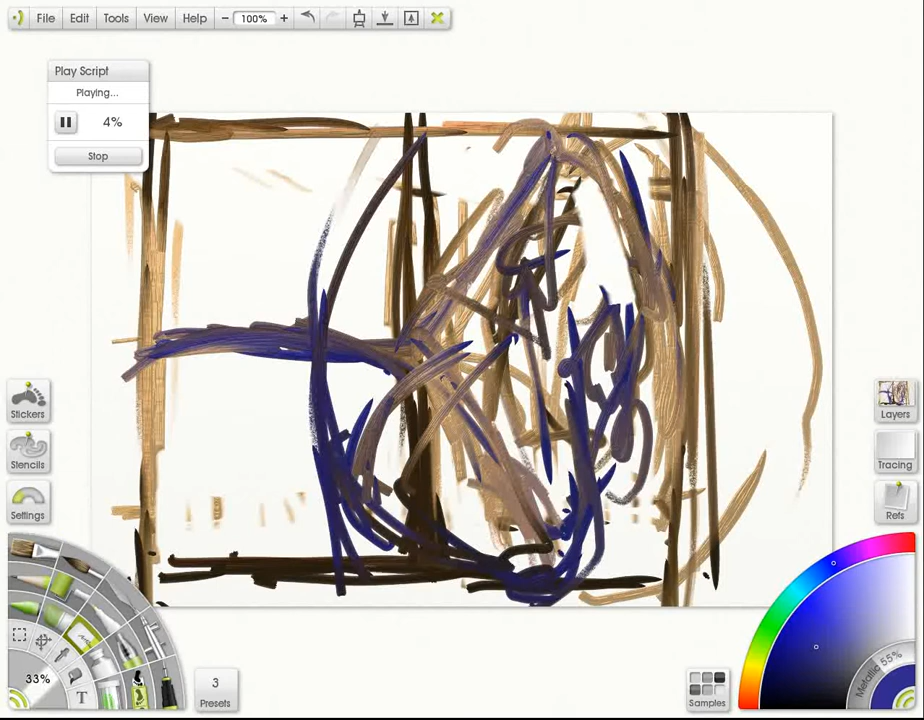 File Edit Tools View Help − 100% +
Play Script
Playing...
4%
Stop
Stickers
Stencils
Settings
Layers
Tracing
Refs
33%
T
3
Presets
Samples
Metallic 55%